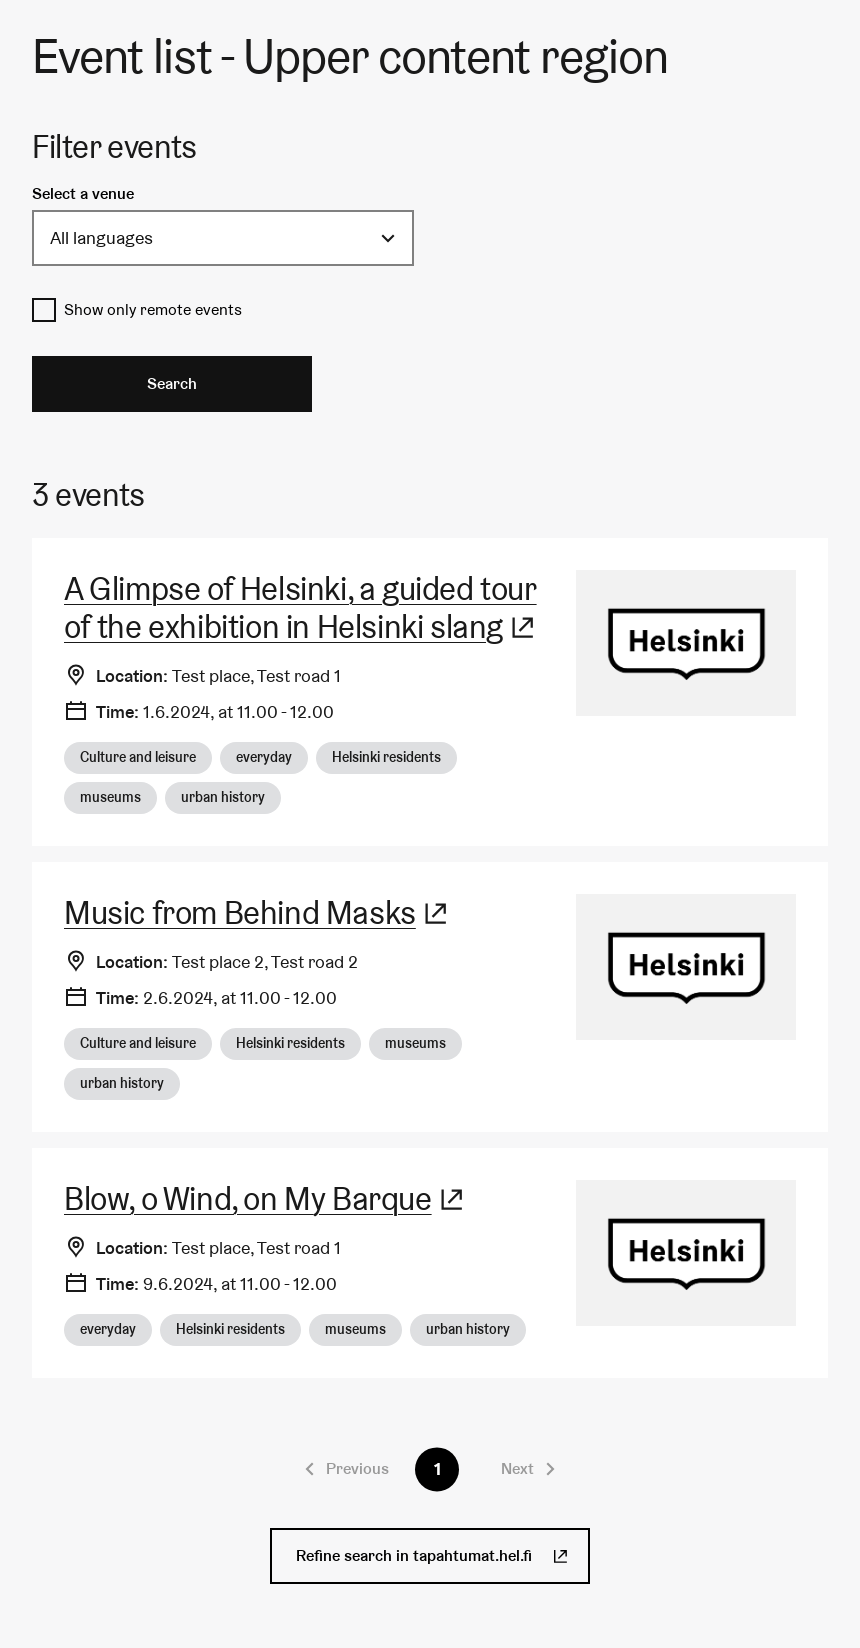 Event list - Upper content region
Filter events
Select a venue
All languages
Show only remote events
Search
3 events
A Glimpse of Helsinki, a guided tour
of the exhibition in Helsinki slang
Helsinki
Location: Test place, Test road 1
Time: 1.6.2024, at 11.00 - 12.00
Culture and leisure everyday Helsinki residents
museums urban history
Music from Behind Masks
Helsinki
Location: Test place 2, Test road 2
Time: 2.6.2024, at 11.00 - 12.00
Culture and leisure Helsinki residents museums
urban history
Blow, o Wind, on My Barque
Helsinki
Location: Test place, Test road 1
Time: 9.6.2024, at 11.00 - 12.00
everyday Helsinki residents museums urban history
Previous 1 Next
Refine search in tapahtumat.hel.fi